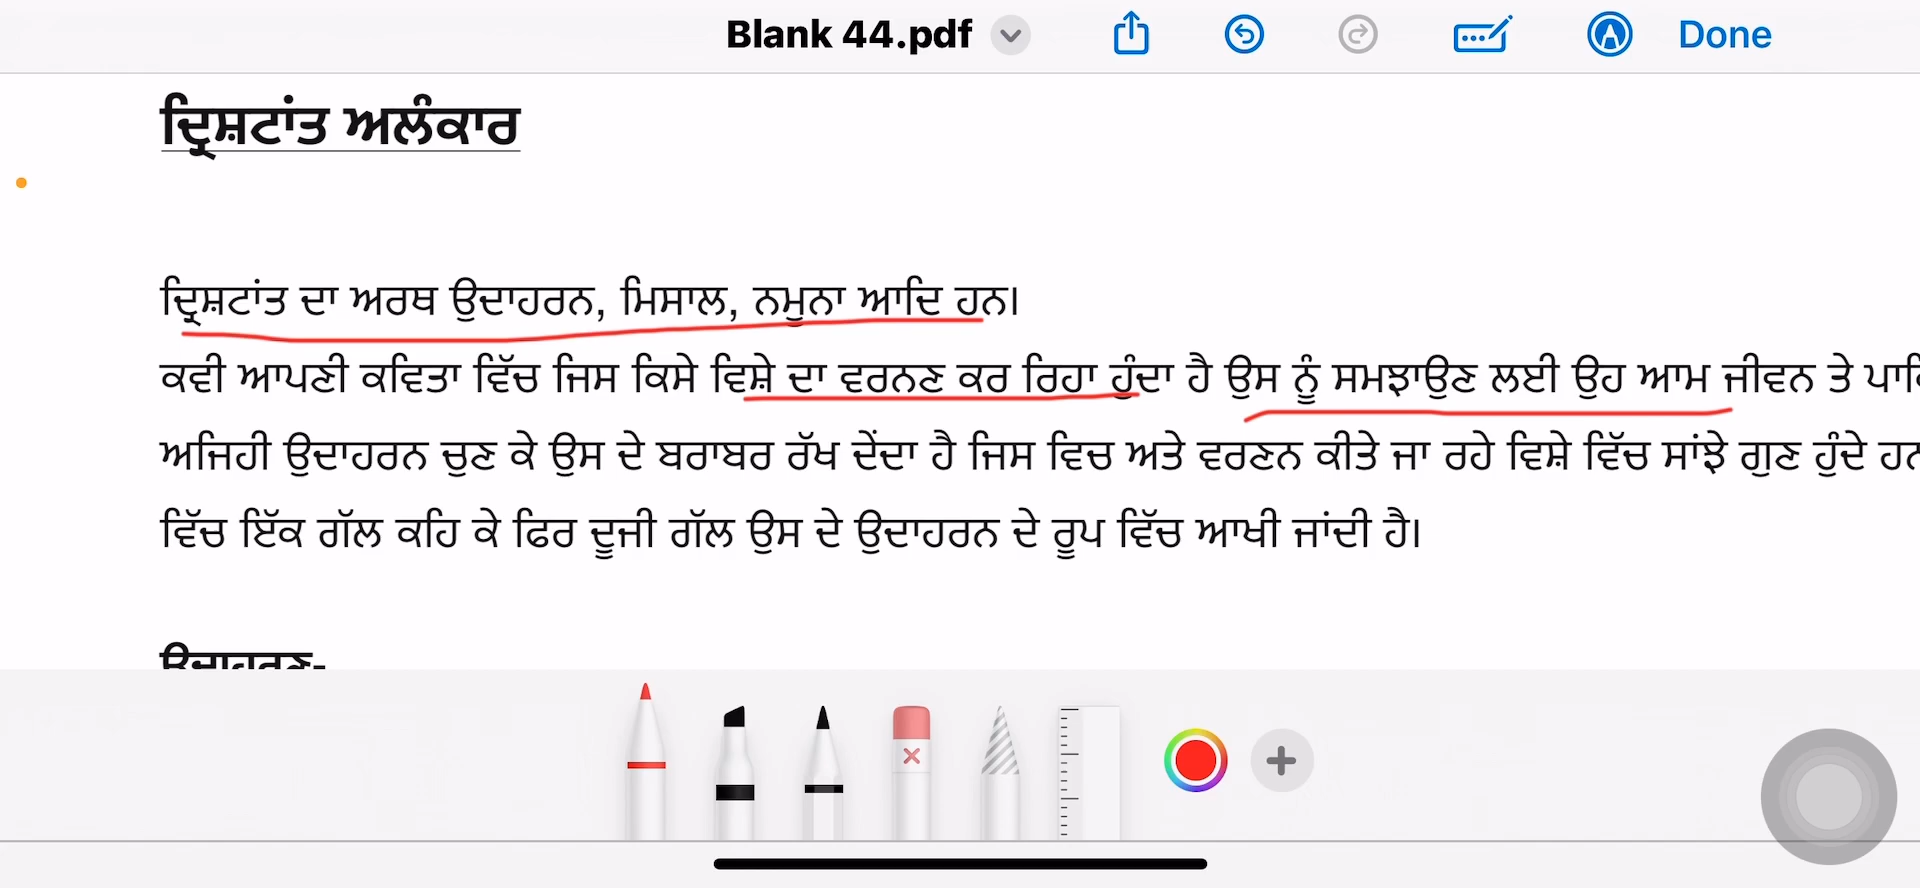 Blank 44.pdf
Done
ਦ੍ਰਿਸ਼ਟਾਂਤ ਅਲੰਕਾਰ
ਦ੍ਰਿਸ਼ਟਾਂਤ ਦਾ ਅਰਥ ਉਦਾਹਰਨ, ਮਿਸਾਲ, ਨਮੂਨਾ ਆਦਿ ਹਨ।
ਕਵੀ ਆਪਣੀ ਕਵਿਤਾ ਵਿੱਚ ਜਿਸ ਕਿਸੇ ਵਿਸ਼ੇ ਦਾ ਵਰਨਣ ਕਰ ਰਿਹਾ ਹੁੰਦਾ ਹੈ ਉਸ ਨੂੰ ਸਮਝਾਉਣ ਲਈ ਉਹ ਆਮ ਜੀਵਨ ਤੇ
ਅਜਿਹੀ ਉਦਾਹਰਨ ਚੁਣ ਕੇ ਉਸ ਦੇ ਬਰਾਬਰ ਰੱਖ ਦੇਂਦਾ ਹੈ ਜਿਸ ਵਿਚ ਅਤੇ ਵਰਣਨ ਕੀਤੇ ਜਾ ਰਹੇ ਵਿਸ਼ੇ ਵਿੱਚ ਸਾਂਝੇ ਗੁਣ ਹੁੰਦੇ
ਵਿੱਚ ਇੱਕ ਗੱਲ ਕਹਿ ਕੇ ਫਿਰ ਦੂਜੀ ਗੱਲ ਉਸ ਦੇ ਉਦਾਹਰਨ ਦੇ ਰੂਪ ਵਿੱਚ ਆਖੀ ਜਾਂਦੀ ਹੈ।